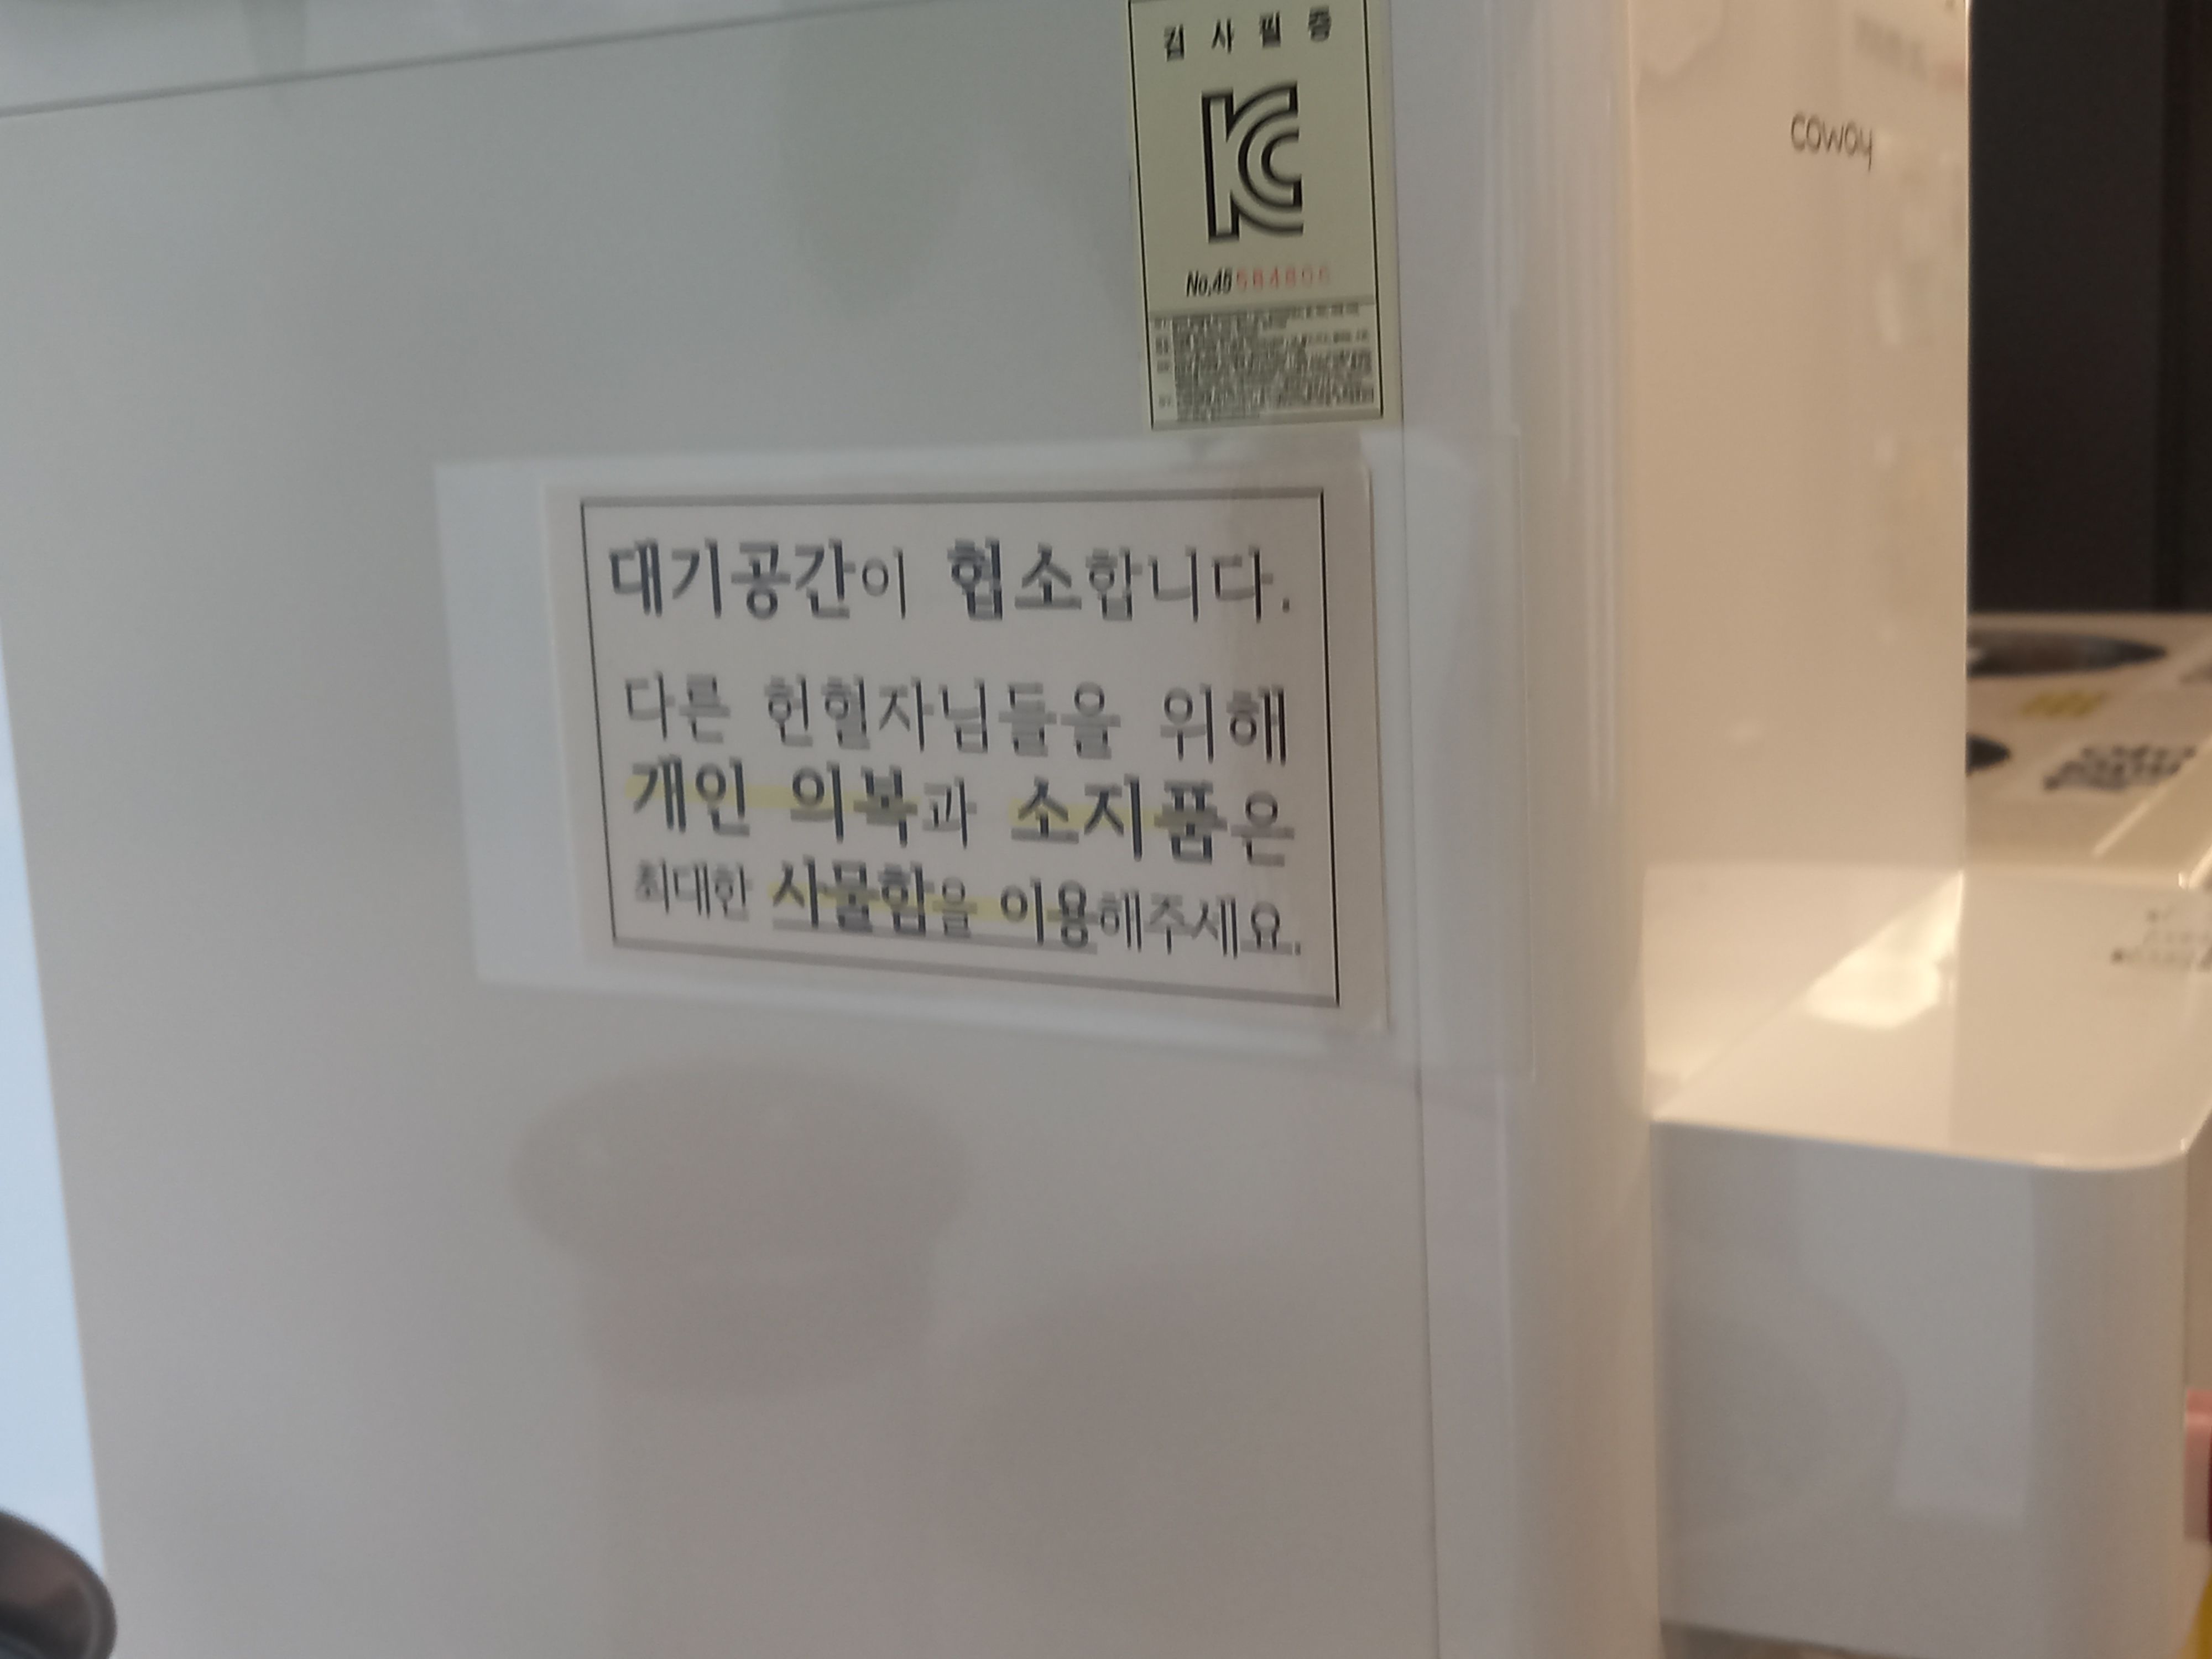 검사필증
KC
No,45584806
coway
대기공간이 협소합니다.
다른 헌혈자님들을 위해
개인 의복과 소지품은
최대한 사물함을 이용해주세요.